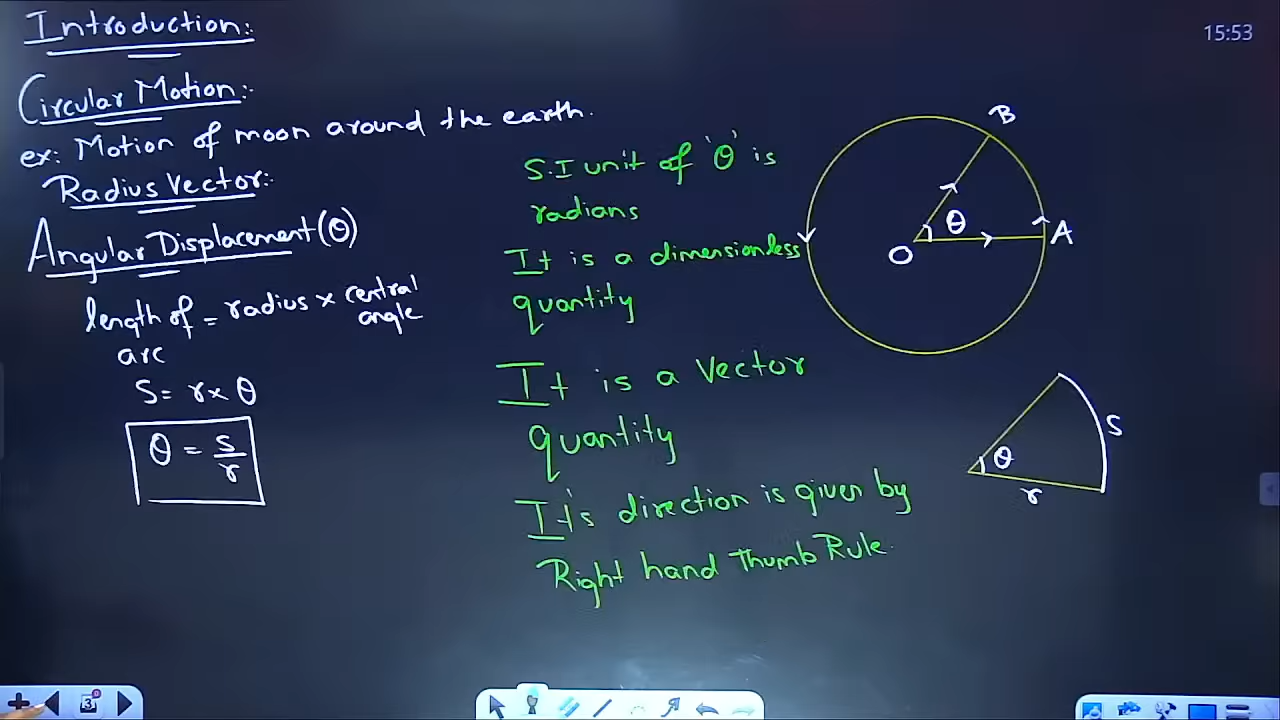 Introduction:
15:53
Circular Motion:
ex: Motion of moon around the earth.
Radius Vector:
Angular Displacement (θ)
length of = radius × central
angle
arc
S = r × θ
θ = s/r
S.I unit of 'θ' is
radians
It is a dimensionless
quantity
It is a Vector
quantity
It's direction is given by
Right hand Thumb Rule.
B
θ
A
O
S
θ
r
3